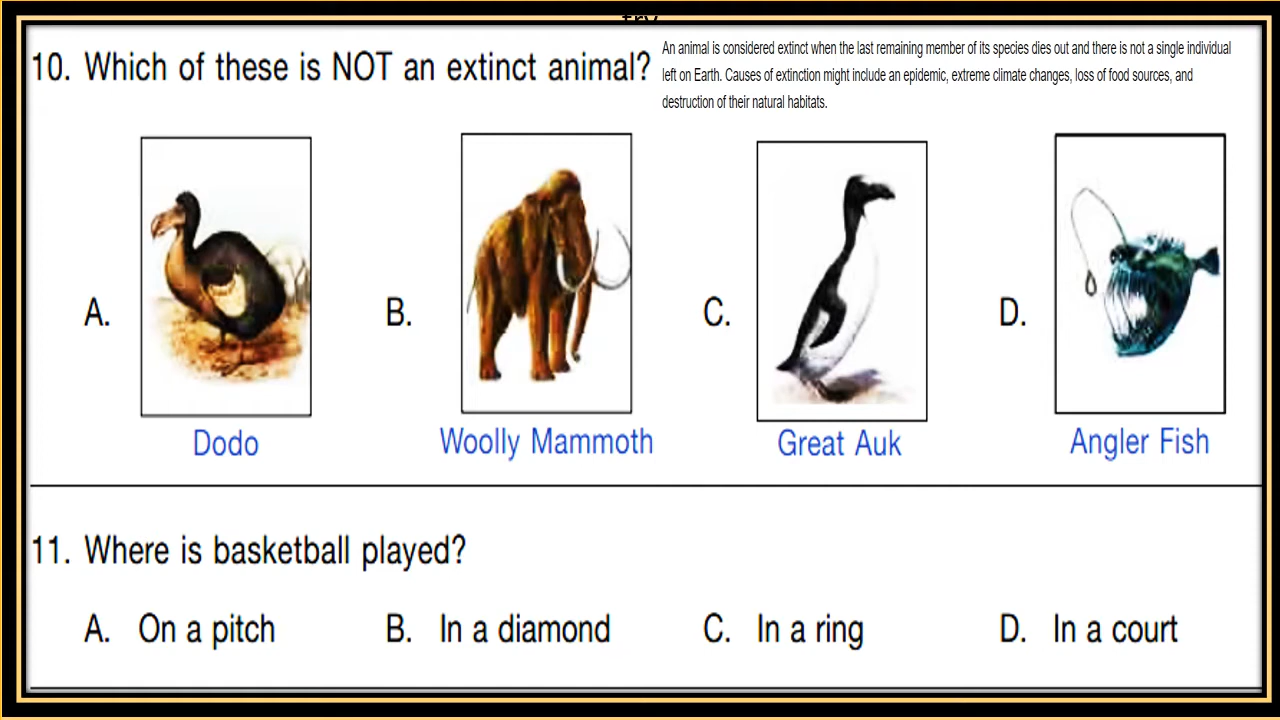 try
10. Which of these is NOT an extinct animal?
An animal is considered extinct when the last remaining member of its species dies out and there is not a single individual
left on Earth. Causes of extinction might include an epidemic, extreme climate changes, loss of food sources, and
destruction of their natural habitats.
A. B. C. D.
Dodo Woolly Mammoth Great Auk Angler Fish
11. Where is basketball played?
A. On a pitch B. In a diamond C. In a ring D. In a court